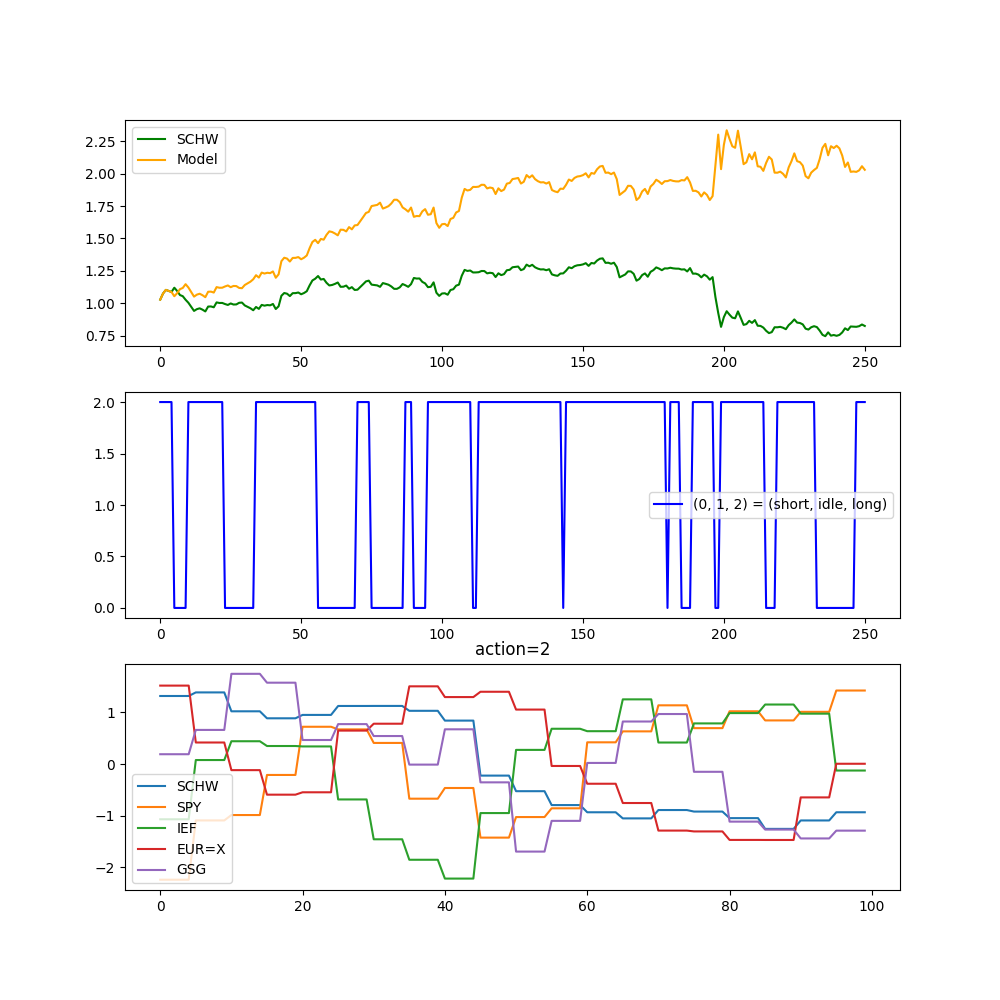 2.25
2.00
1.75
1.50
1.25
1.00
0.75
SCHW
Model
0 50 100 150 200 250
2.0
1.5
1.0
0.5
0.0
(0, 1, 2) = (short, idle, long)
0 50 100 150 200 250
action=2
1
0
−1
−2
SCHW
SPY
IEF
EUR=X
GSG
0 20 40 60 80 100